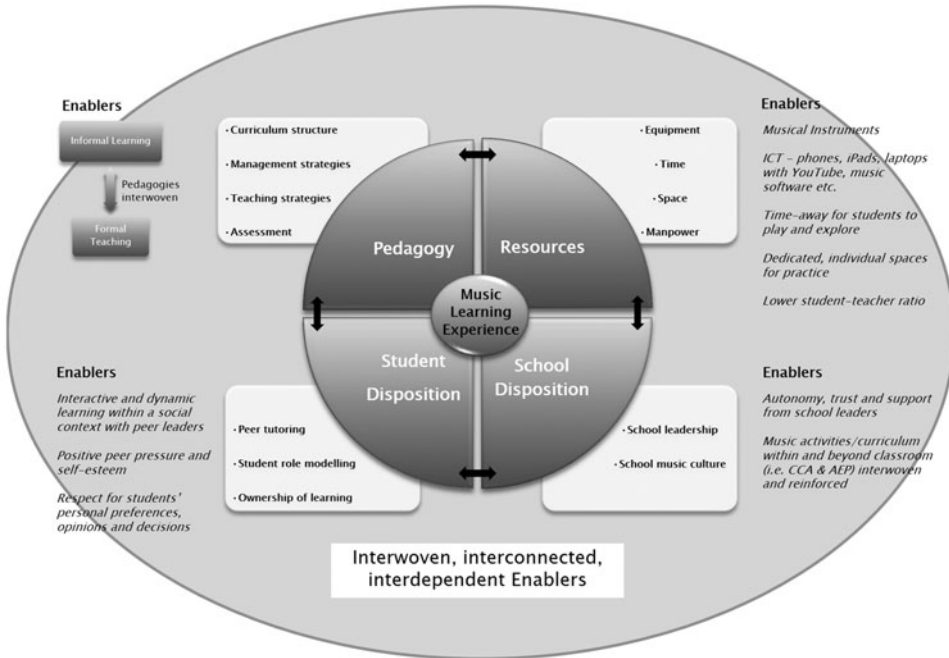 Enablers
Informal Learning
Pedagogies
interwoven
Formal
Teaching
· Curriculum structure
· Management strategies
· Teaching strategies
· Assessment
Pedagogy
Resources
· Equipment
· Time
· Space
· Manpower
Enablers
Musical Instruments
ICT – phones, iPads, laptops
with YouTube, music
software etc.
Time-away for students to
play and explore
Dedicated, individual spaces
for practice
Lower student-teacher ratio
Music
Learning
Experience
Student
Disposition
School
Disposition
Enablers
Interactive and dynamic
learning within a social
context with peer leaders
Positive peer pressure and
self-esteem
Respect for students'
personal preferences,
opinions and decisions
· Peer tutoring
· Student role modelling
· Ownership of learning
· School leadership
· School music culture
Enablers
Autonomy, trust and support
from school leaders
Music activities/curriculum
within and beyond classroom
(i.e. CCA & AEP) interwoven
and reinforced
Interwoven, interconnected,
interdependent Enablers